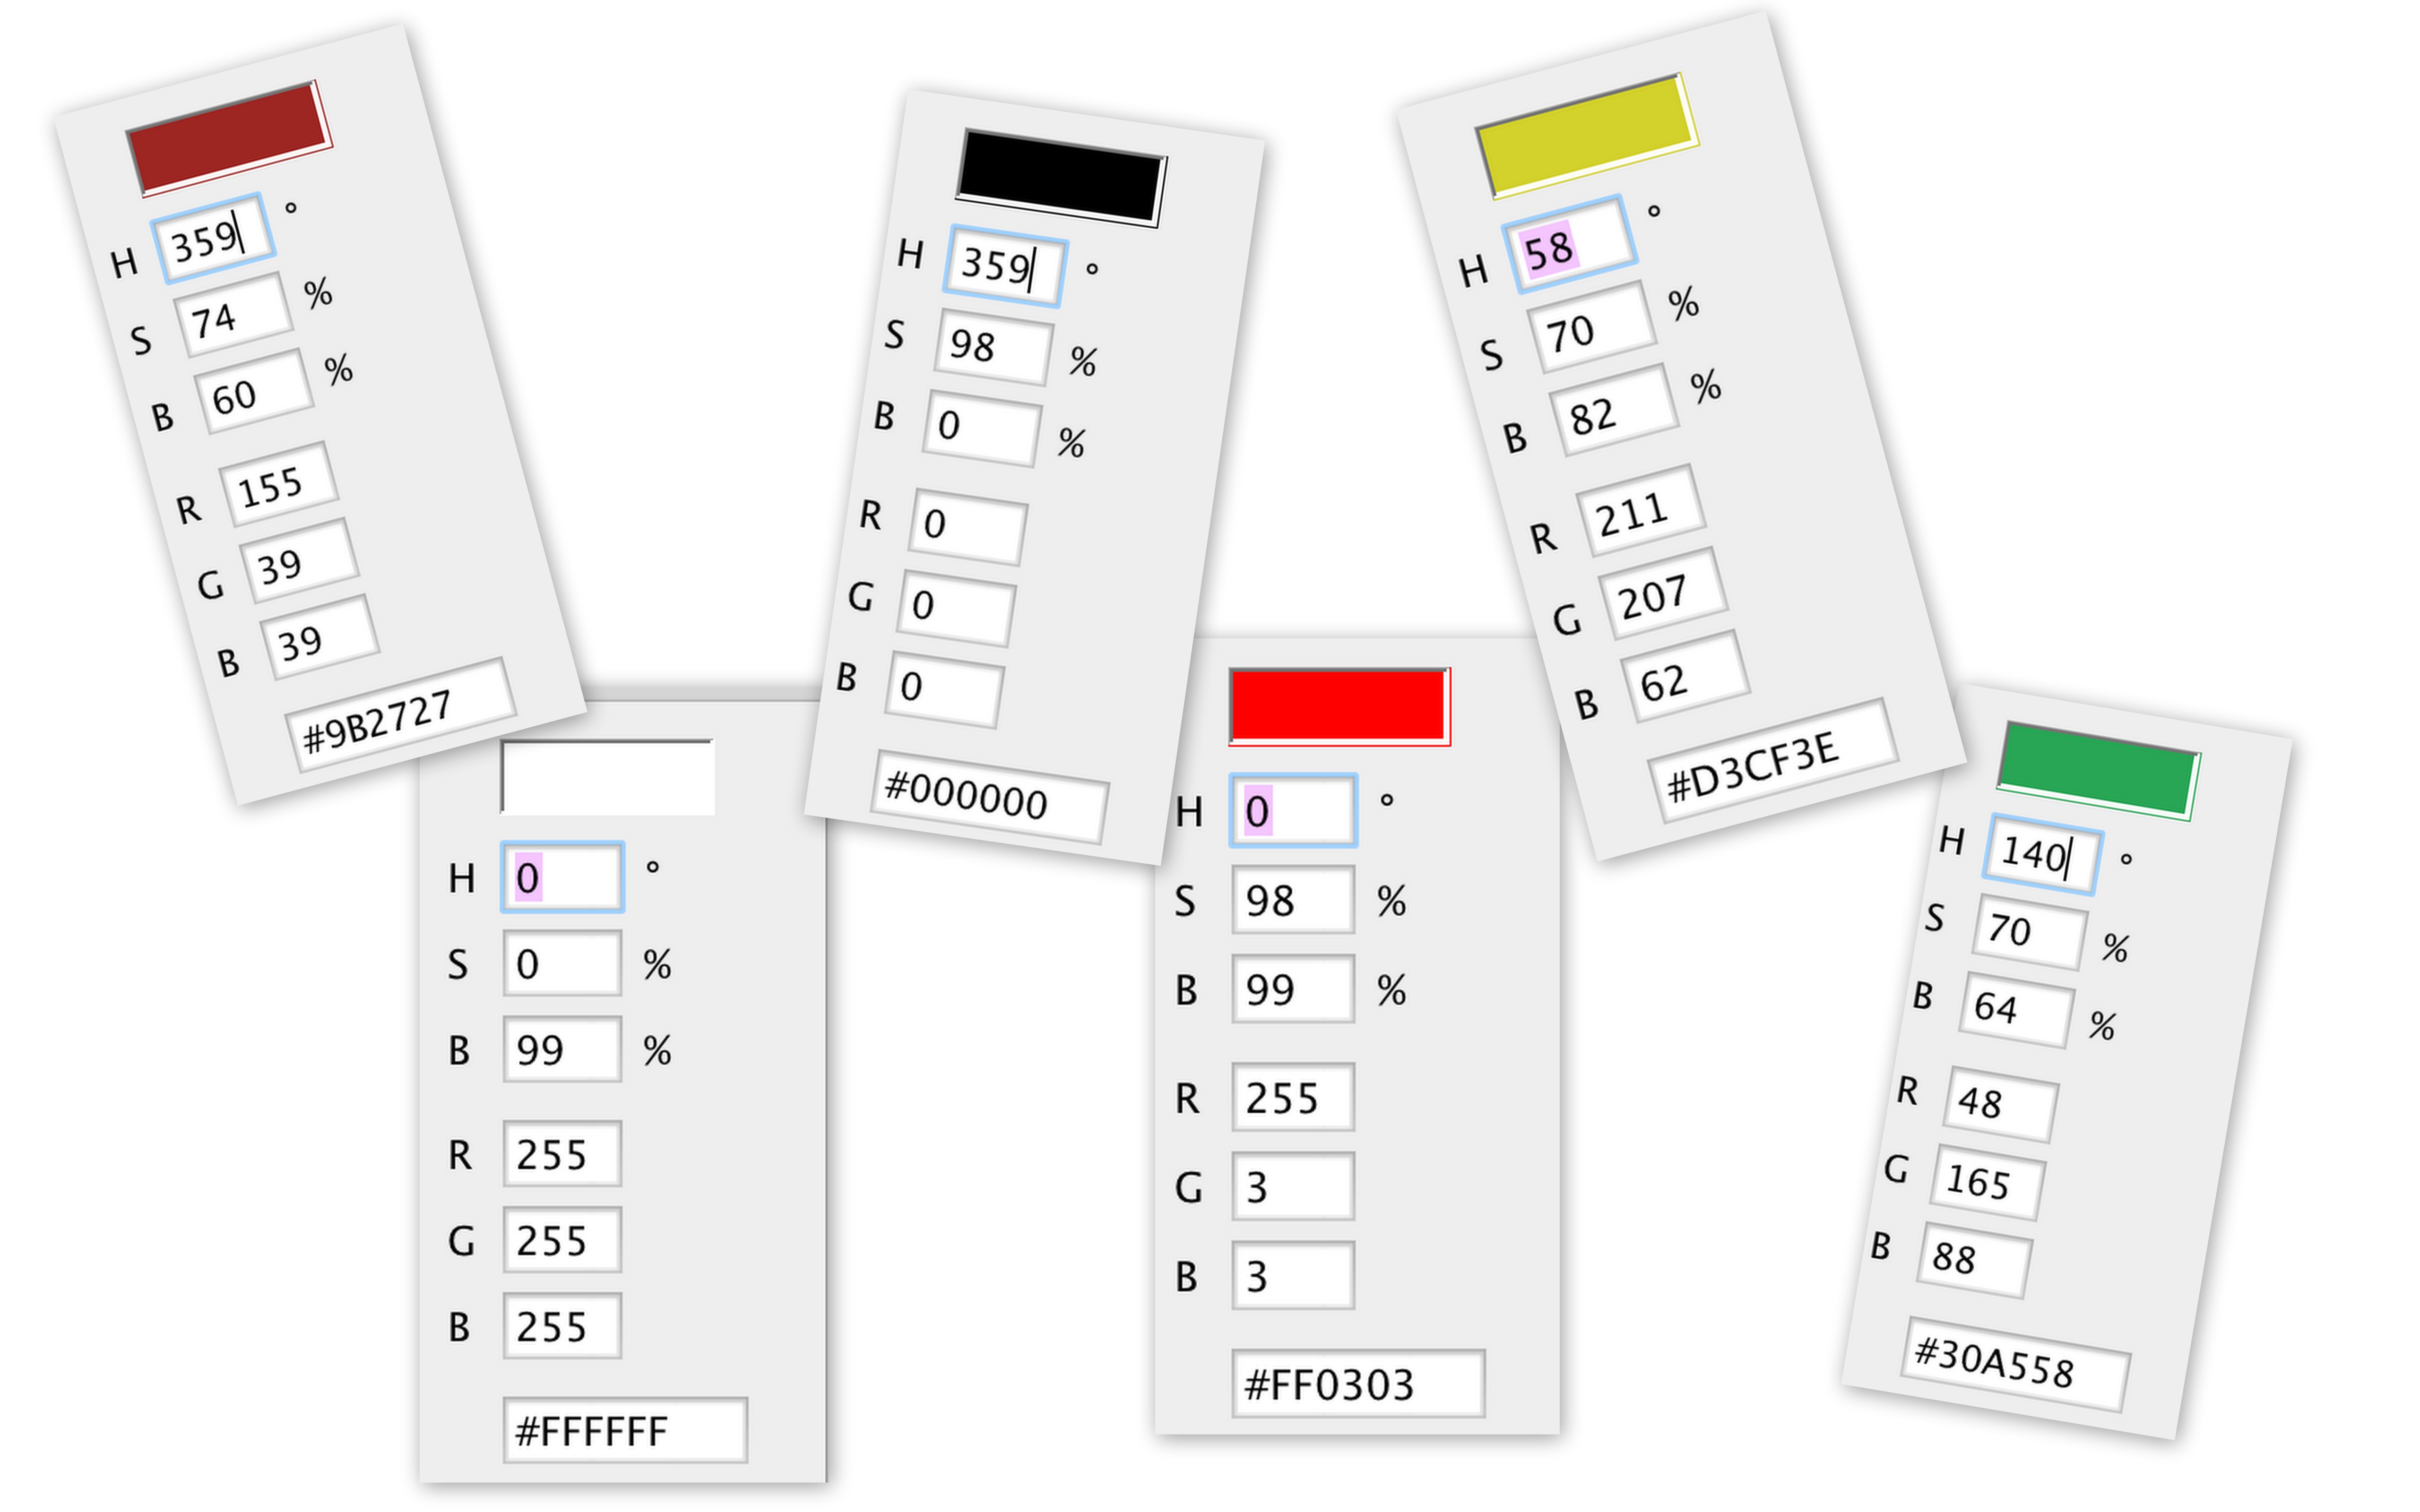 H 359 °
S 74 %
B 60 %
R 155
G 39
B 39
#9B2727
H 0 °
S 0 %
B 99 %
R 255
G 255
B 255
#FFFFFF
H 359 °
S 98 %
B 0 %
R 0
G 0
B 0
#000000
H 0 °
S 98 %
B 99 %
R 255
G 3
B 3
#FF0303
H 58 °
S 70 %
B 82 %
R 211
G 207
B 62
#D3CF3E
H 140 °
S 70 %
B 64 %
R 48
G 165
B 88
#30A558